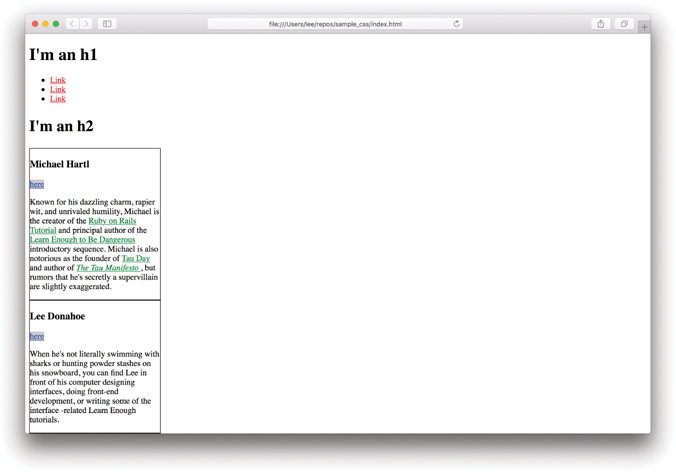 file:///Users/lee/repos/sample_css/index.html
I'm an h1
Link
Link
Link
I'm an h2
Michael Hartl
here
Known for his dazzling charm, rapier
wit, and unrivaled humility, Michael is
the creator of the Ruby on Rails
Tutorial and principal author of the
Learn Enough to Be Dangerous
introductory sequence. Michael is also
notorious as the founder of Tau Day
and author of The Tau Manifesto , but
rumors that he's secretly a supervillain
are slightly exaggerated.
Lee Donahoe
here
When he's not literally swimming with
sharks or hunting powder stashes on
his snowboard, you can find Lee in
front of his computer designing
interfaces, doing front-end
development, or writing some of the
interface -related Learn Enough
tutorials.